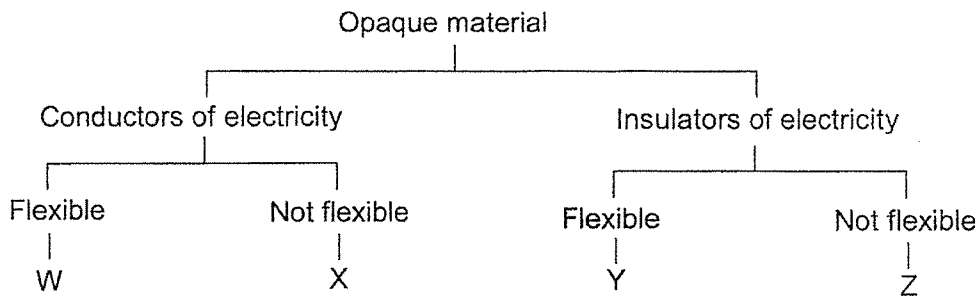 Opaque material
Conductors of electricity
Insulators of electricity
Flexible
Not flexible
Flexible
Not flexible
W
X
Y
Z